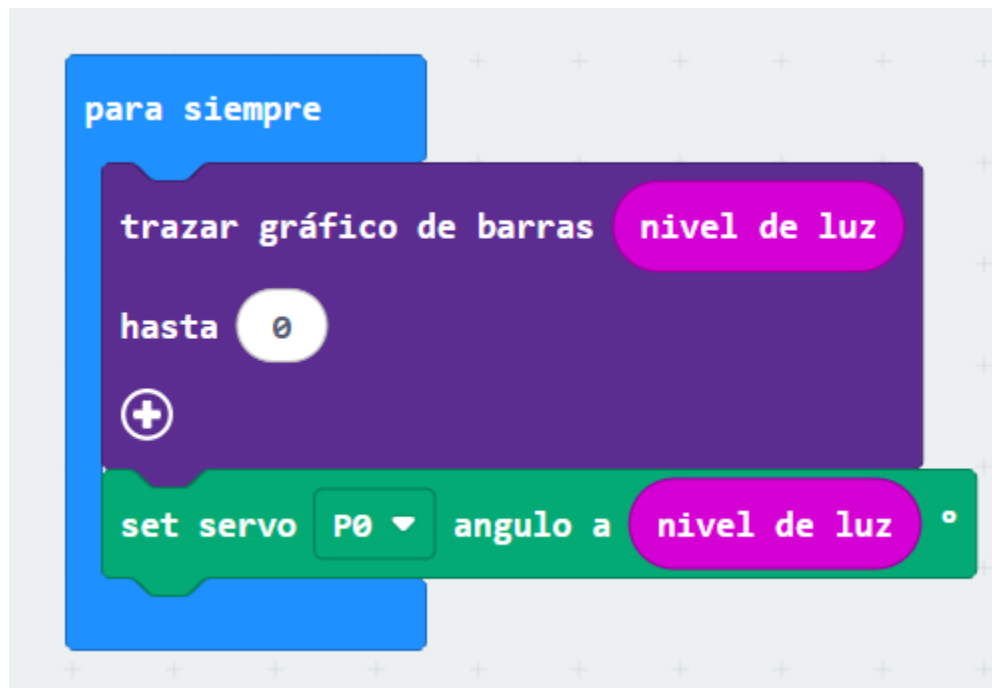 para siempre
trazar gráfico de barras nivel de luz
hasta 0
set servo P0 angulo a nivel de luz °